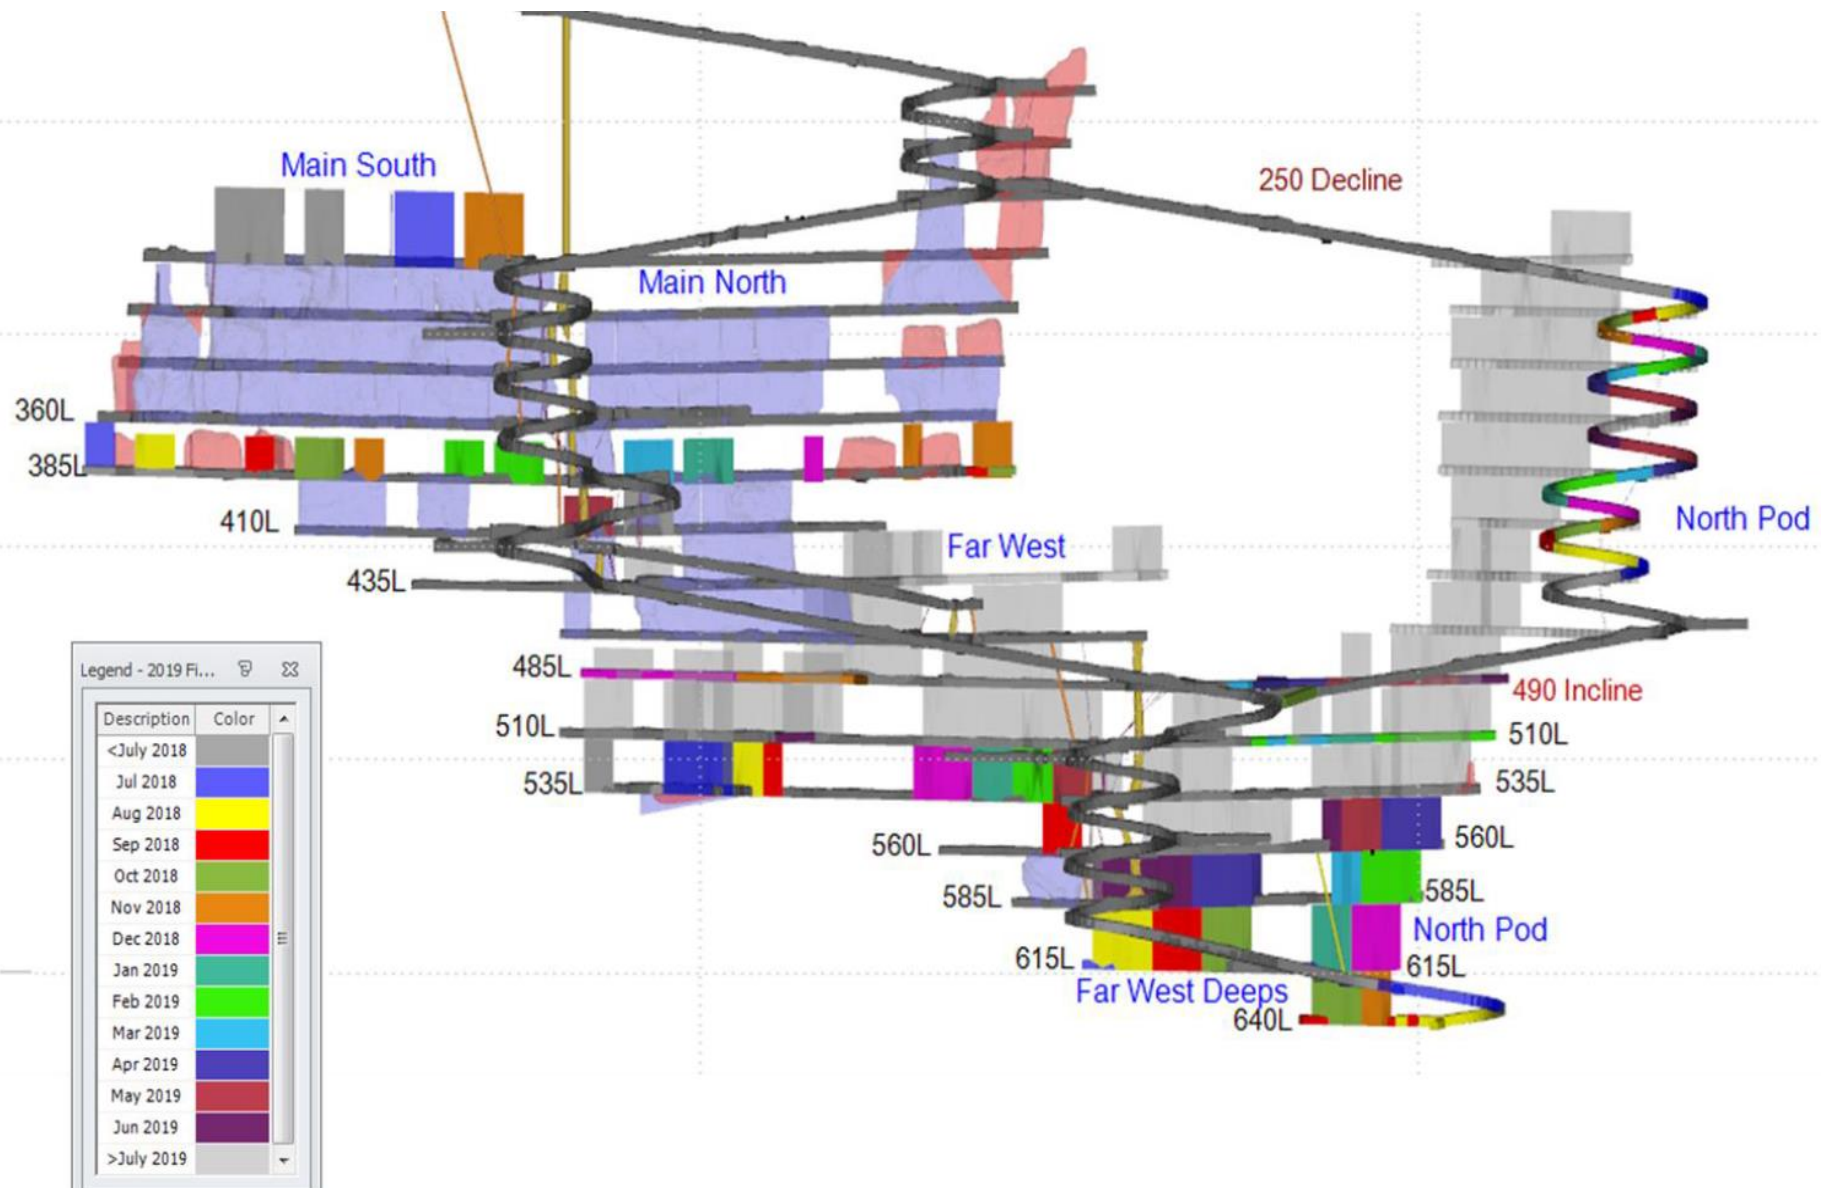 Main South
250 Decline
Main North
360L
385L
410L
North Pod
Far West
435L
485L
490 Incline
510L
510L
535L
535L
560L
560L
585L
585L
North Pod
615L
615L
Far West Deeps
640L
Legend - 2019 Fi...
Description Color
<July 2018
Jul 2018
Aug 2018
Sep 2018
Oct 2018
Nov 2018
Dec 2018
Jan 2019
Feb 2019
Mar 2019
Apr 2019
May 2019
Jun 2019
>July 2019